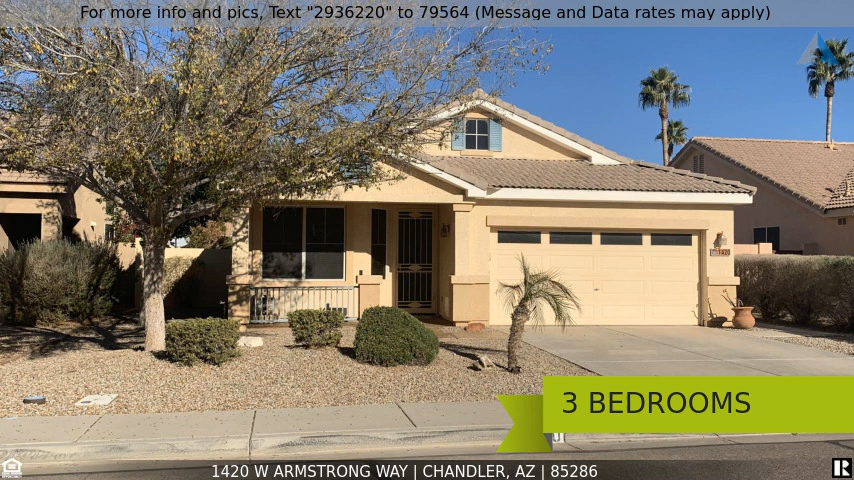 For more info and pics, Text "2936220" to 79564 (Message and Data rates may apply)
1420
3 BEDROOMS
1420 W ARMSTRONG WAY | CHANDLER, AZ | 85286